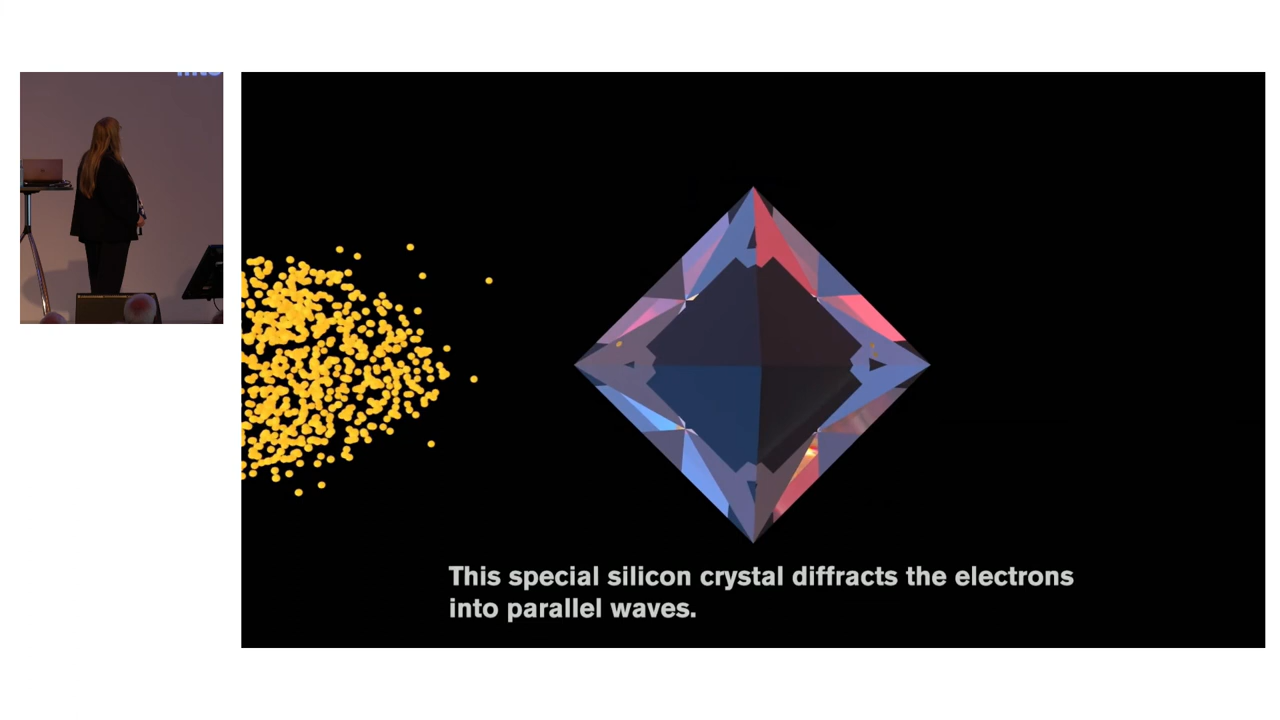 This special silicon crystal diffracts the electrons
into parallel waves.